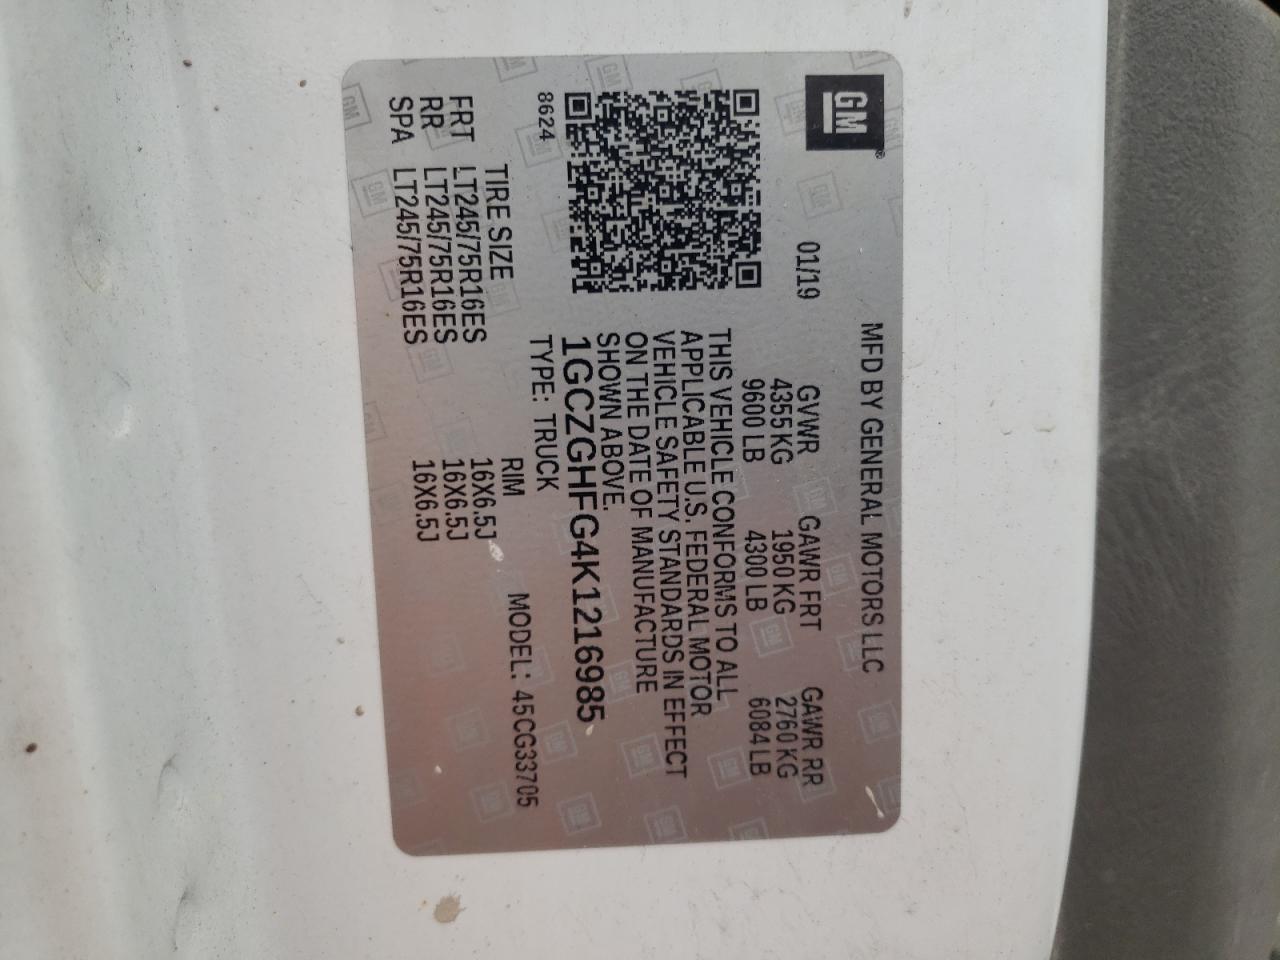 GM
MFD BY GENERAL MOTORS LLC
01/19
GVWR GAWR FRT GAWR RR
4355 KG 1950 KG 2760 KG
9600 LB 4300 LB 6084 LB
THIS VEHICLE CONFORMS TO ALL
APPLICABLE U.S. FEDERAL MOTOR
VEHICLE SAFETY STANDARDS IN EFFECT
ON THE DATE OF MANUFACTURE
SHOWN ABOVE.
1GCZGHFG4K1216985
8624
TYPE: TRUCK MODEL: 45CG33705
TIRE SIZE RIM
FRT LT245/75R16ES 16X6.5J
RR LT245/75R16ES 16X6.5J
SPA LT245/75R16ES 16X6.5J